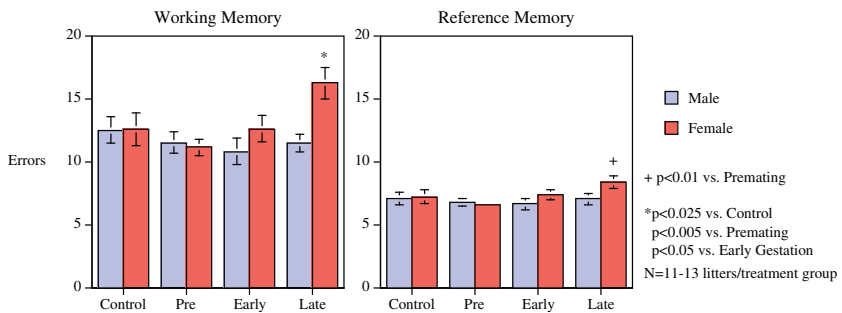 Working Memory
Reference Memory
20
15
10
5
0
Errors
*
Control Pre Early Late
20
15
10
5
0
+
Control Pre Early Late
Male
Female
+ p<0.01 vs. Premating
*p<0.025 vs. Control
p<0.005 vs. Premating
p<0.05 vs. Early Gestation
N=11-13 litters/treatment group